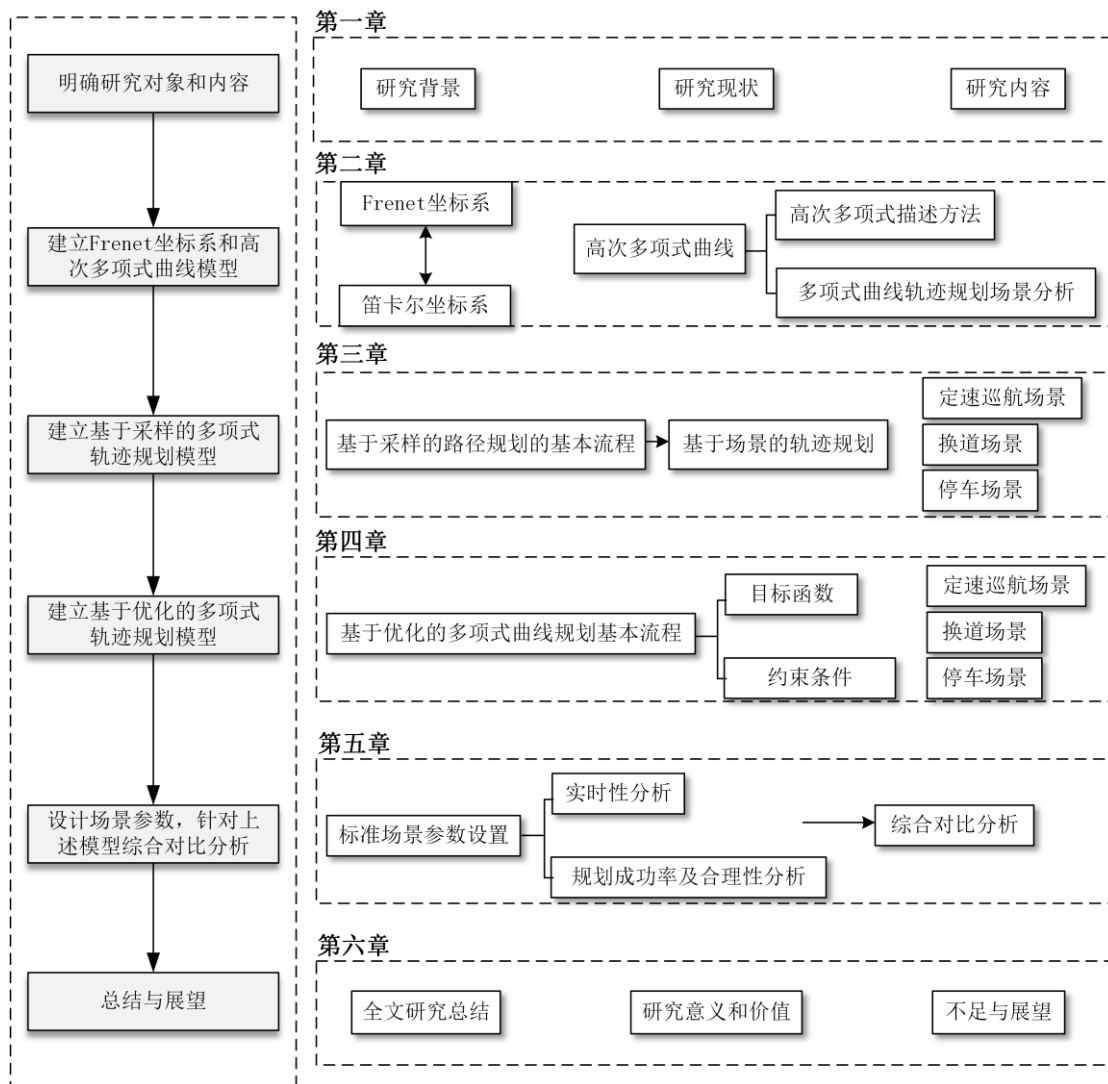 明确研究对象和内容
建立Frenet坐标系和高
次多项式曲线模型
建立基于采样的多项式
轨迹规划模型
建立基于优化的多项式
轨迹规划模型
设计场景参数，针对上
述模型综合对比分析
总结与展望
第一章
研究背景
研究现状
研究内容
第二章
Frenet坐标系
笛卡尔坐标系
高次多项式曲线
高次多项式描述方法
多项式曲线轨迹规划场景分析
第三章
基于采样的路径规划的基本流程
基于场景的轨迹规划
定速巡航场景
换道场景
停车场景
第四章
基于优化的多项式曲线规划基本流程
目标函数
约束条件
定速巡航场景
换道场景
停车场景
第五章
标准场景参数设置
实时性分析
规划成功率及合理性分析
综合对比分析
第六章
全文研究总结
研究意义和价值
不足与展望